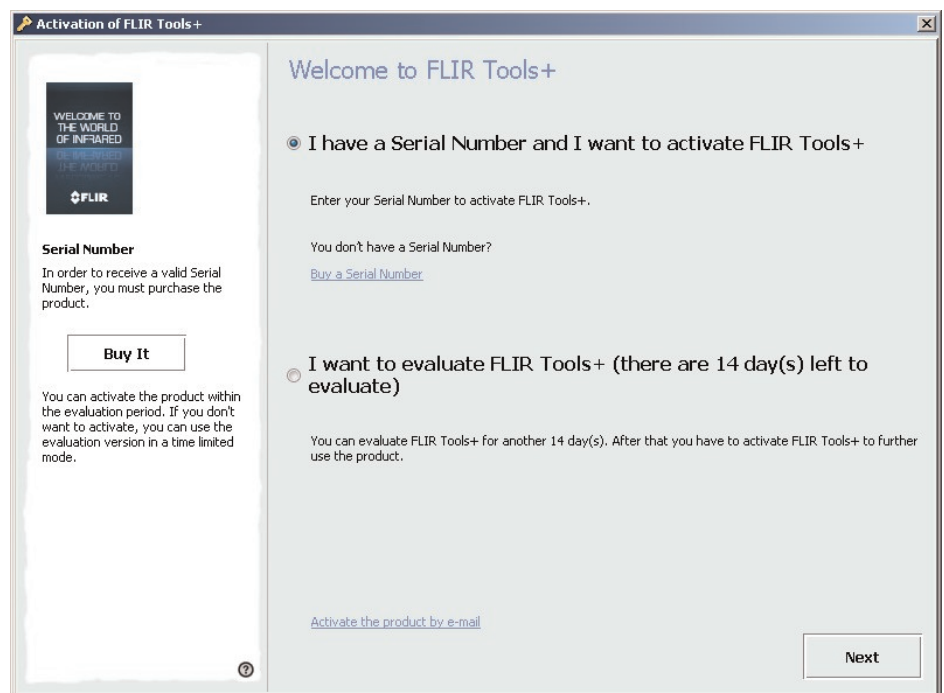 Activation of FLIR Tools+
WELCOME TO
THE WORLD
OF INFRARED
FLIR
Serial Number
In order to receive a valid Serial
Number, you must purchase the
product.
Buy It
You can activate the product within
the evaluation period. If you don't
want to activate, you can use the
evaluation version in a time limited
mode.
Welcome to FLIR Tools+
I have a Serial Number and I want to activate FLIR Tools+
Enter your Serial Number to activate FLIR Tools+.
You don't have a Serial Number?
Buy a Serial Number
I want to evaluate FLIR Tools+ (there are 14 day(s) left to
evaluate)
You can evaluate FLIR Tools+ for another 14 day(s). After that you have to activate FLIR Tools+ to further
use the product.
Activate the product by e-mail
Next